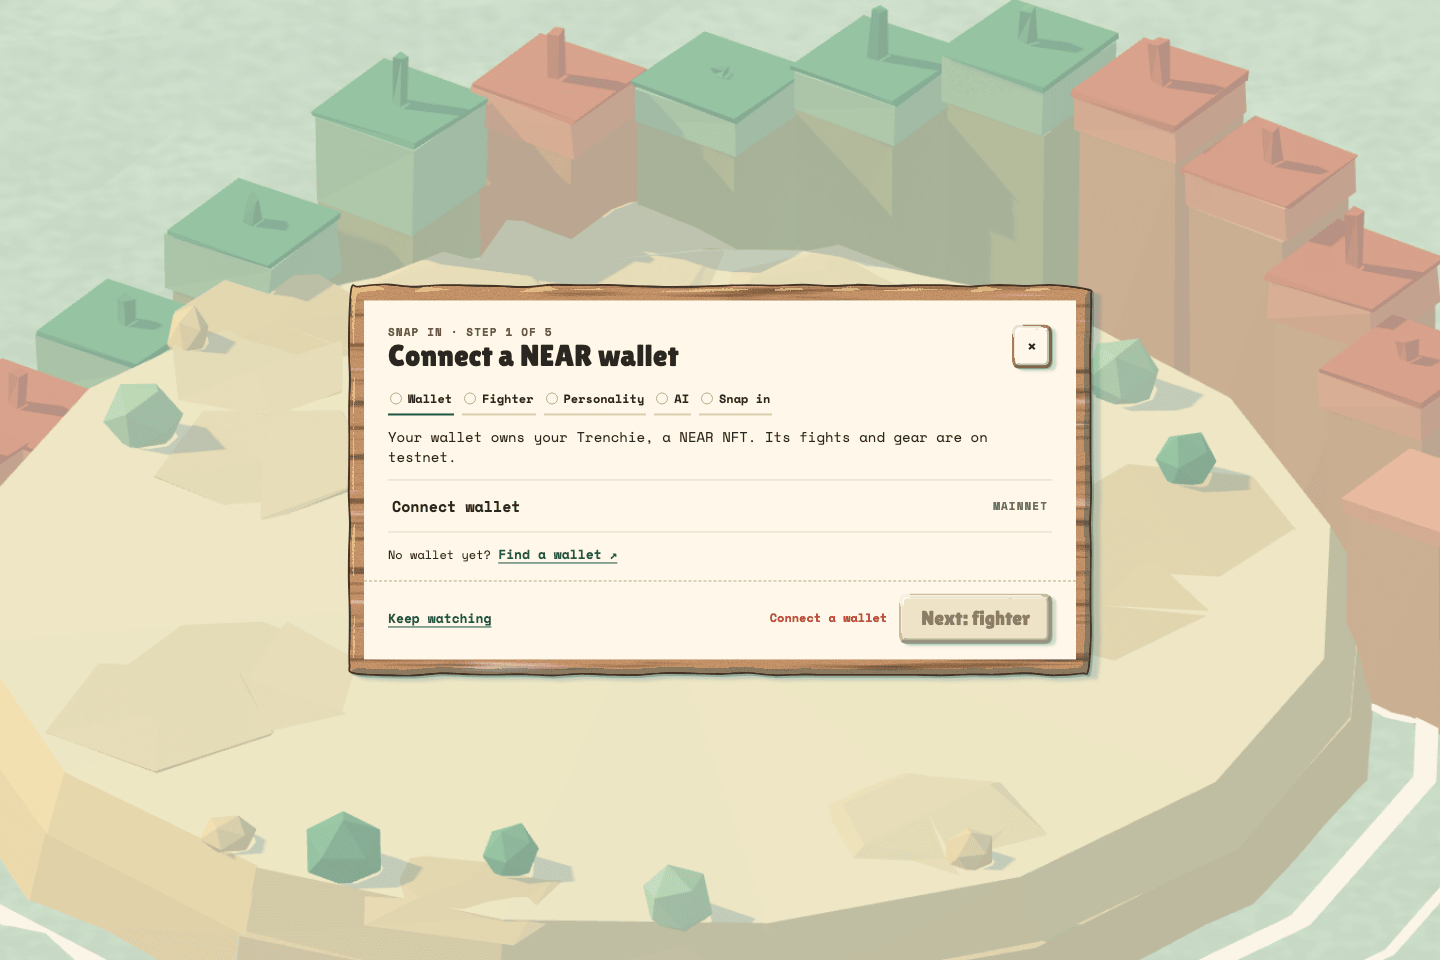 SNAP IN · STEP 1 OF 5
Connect a NEAR wallet
×
Wallet Fighter Personality AI Snap in
Your wallet owns your Trenchie, a NEAR NFT. Its fights and gear are on
testnet.
Connect wallet MAINNET
No wallet yet? Find a wallet ↗
Keep watching Connect a wallet Next: fighter